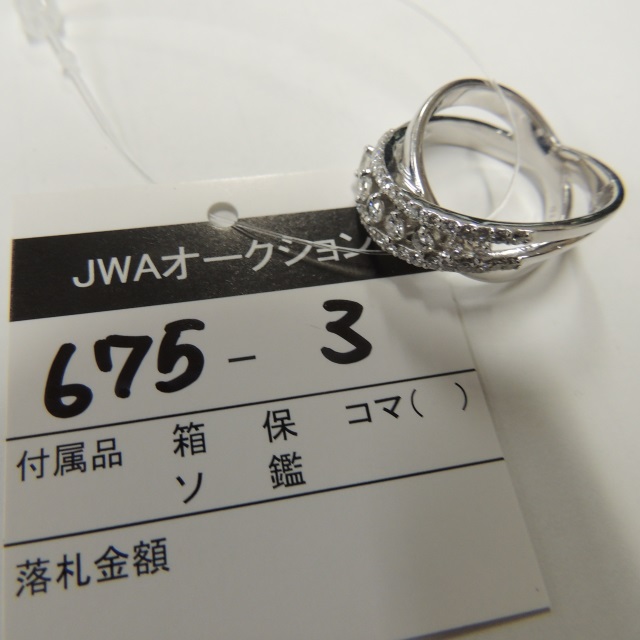 JWAオークション
675-3
付属品 箱 保 コマ( )
ソ 鑑
落札金額